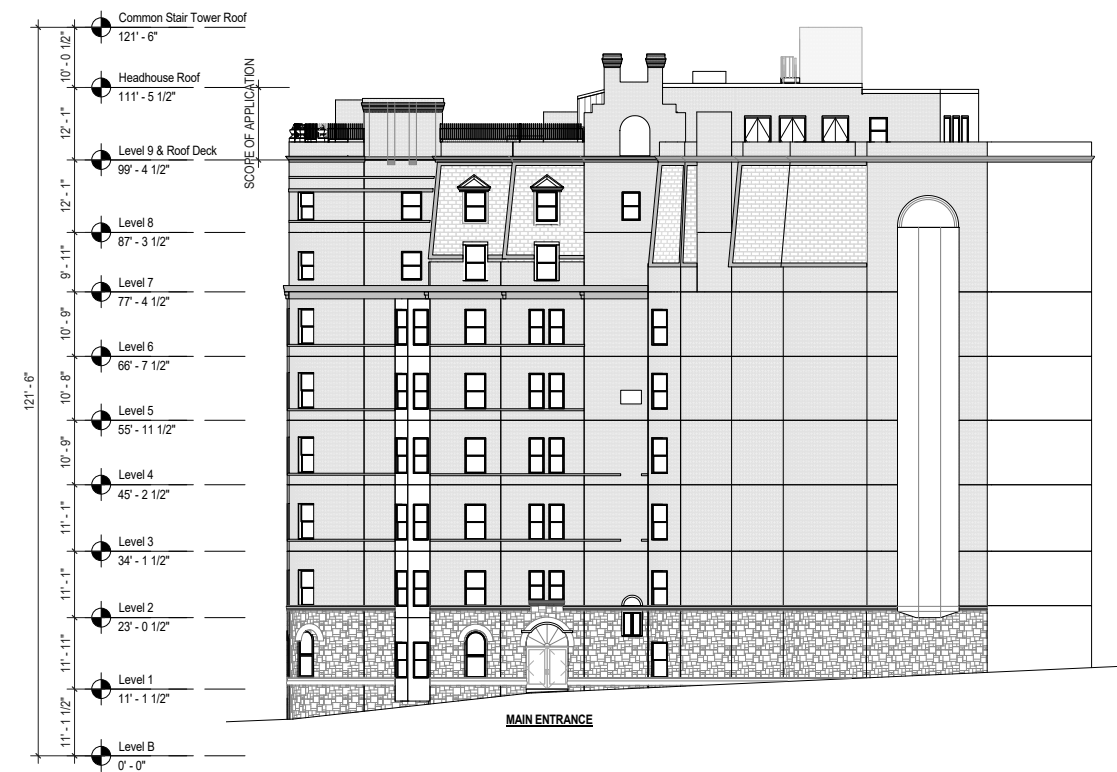 Common Stair Tower Roof
121' - 6"
10' - 0 1/2"
Headhouse Roof
111' - 5 1/2"
SCOPE OF APPLICATION
12' - 1"
Level 9 & Roof Deck
99' - 4 1/2"
12' - 1"
Level 8
87' - 3 1/2"
9' - 11"
Level 7
77' - 4 1/2"
10' - 9"
Level 6
66' - 7 1/2"
121' - 6"
10' - 8"
Level 5
55' - 11 1/2"
10' - 9"
Level 4
45' - 2 1/2"
11' - 1"
Level 3
34' - 1 1/2"
11' - 1"
Level 2
23' - 0 1/2"
11' - 11"
Level 1
11' - 1 1/2"
11' - 1 1/2"
MAIN ENTRANCE
Level B
0' - 0"